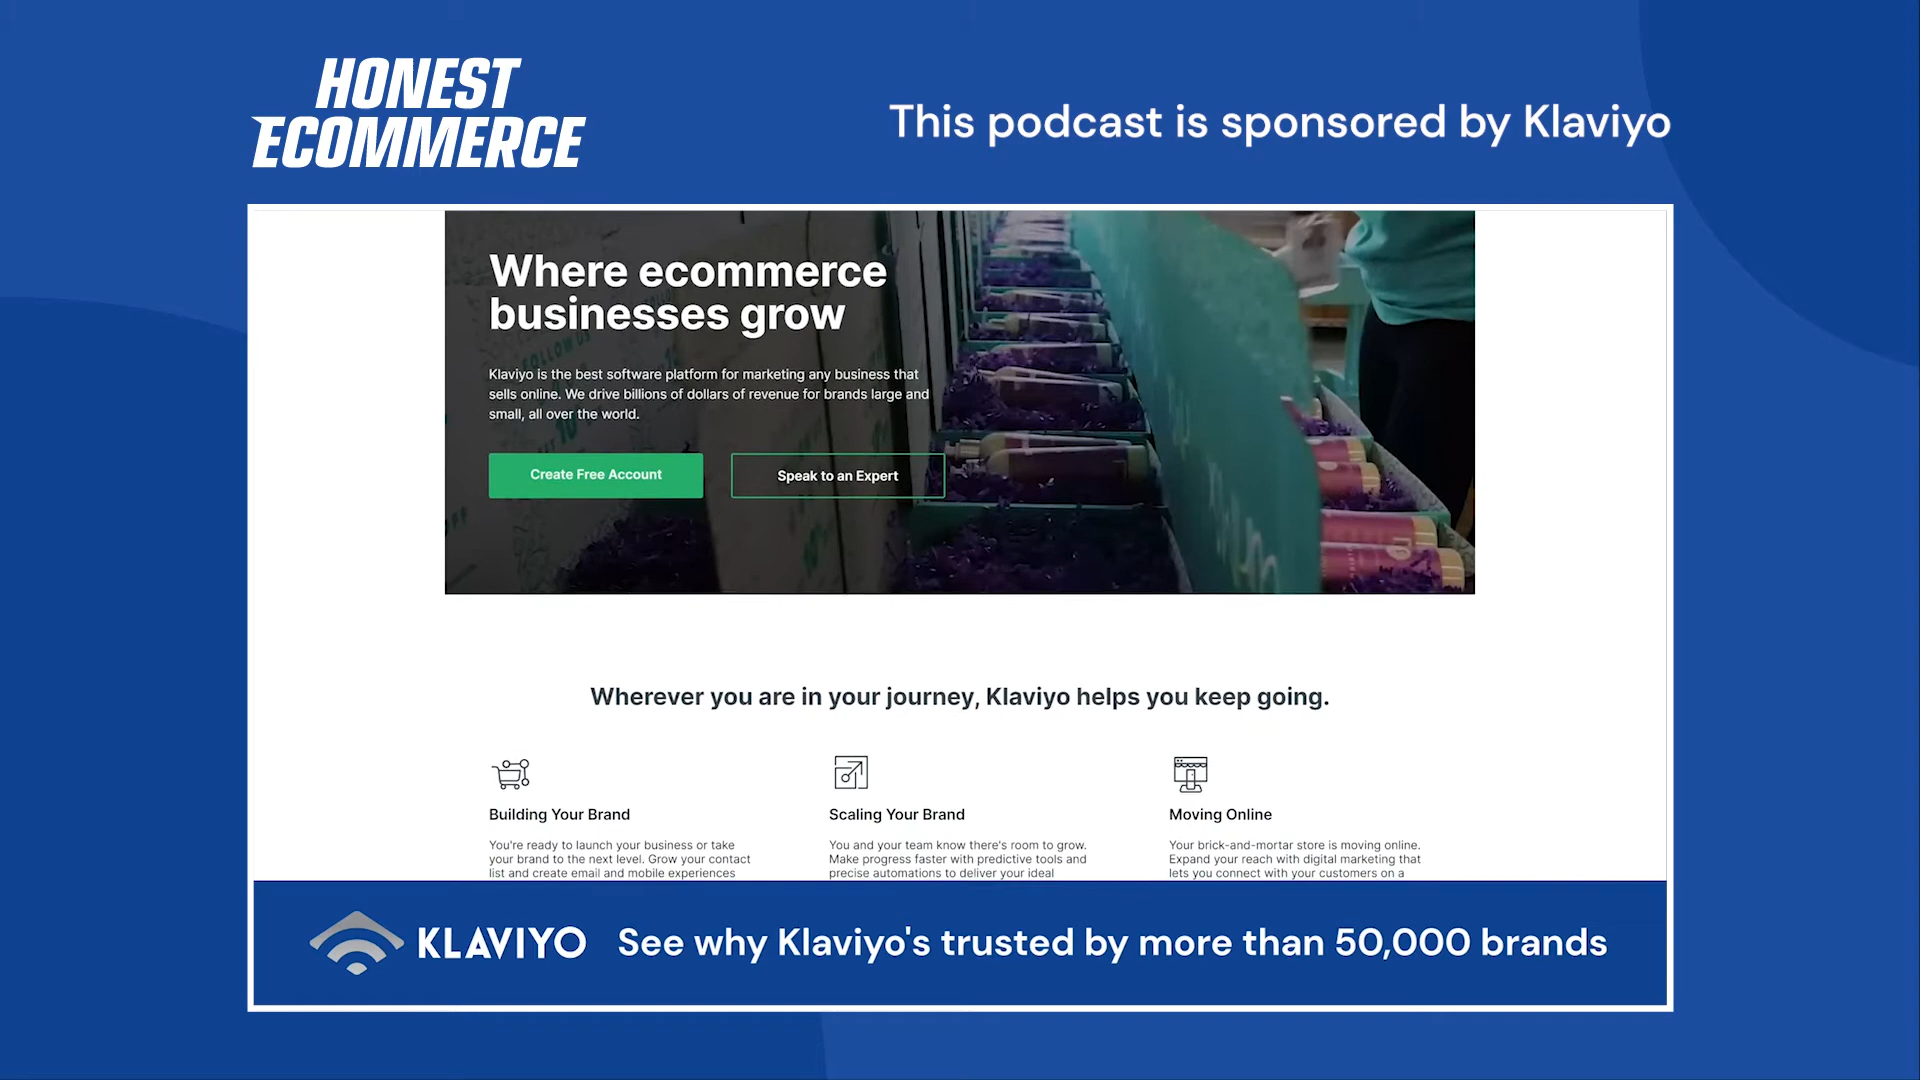 HONEST
ECOMMERCE
This podcast is sponsored by Klaviyo
Where ecommerce
businesses grow
Klaviyo is the best software platform for marketing any business that
sells online. We drive billions of dollars of revenue for brands large and
small, all over the world.
Create Free Account
Speak to an Expert
FOLLOW US
Wherever you are in your journey, Klaviyo helps you keep going.
Building Your Brand
You're ready to launch your business or take
your brand to the next level. Grow your contact
list and create email and mobile experiences
Scaling Your Brand
You and your team know there's room to grow.
Make progress faster with predictive tools and
precise automations to deliver your ideal
Moving Online
Your brick-and-mortar store is moving online.
Expand your reach with digital marketing that
lets you connect with your customers on a
KLAVIYO
See why Klaviyo's trusted by more than 50,000 brands